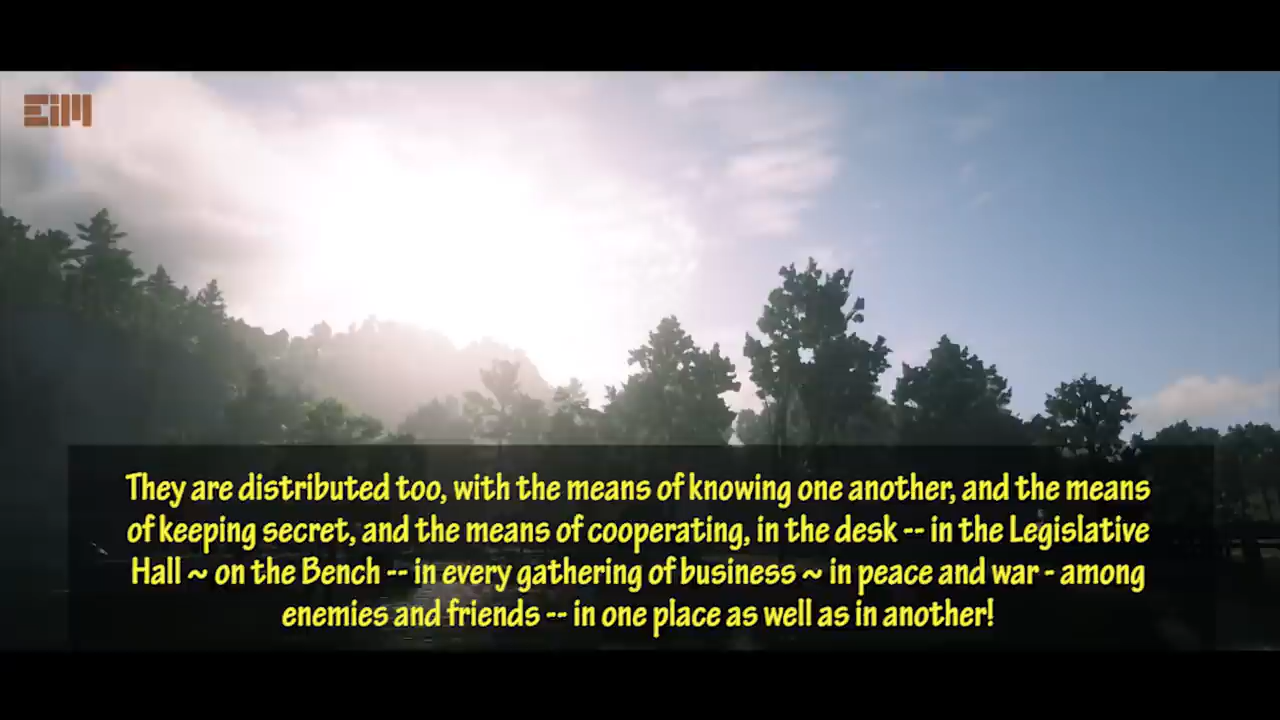 EiM
They are distributed too, with the means of knowing one another, and the means
of keeping secret, and the means of cooperating, in the desk -- in the Legislative
Hall ~ on the Bench -- in every gathering of business ~ in peace and war - among
enemies and friends -- in one place as well as in another!